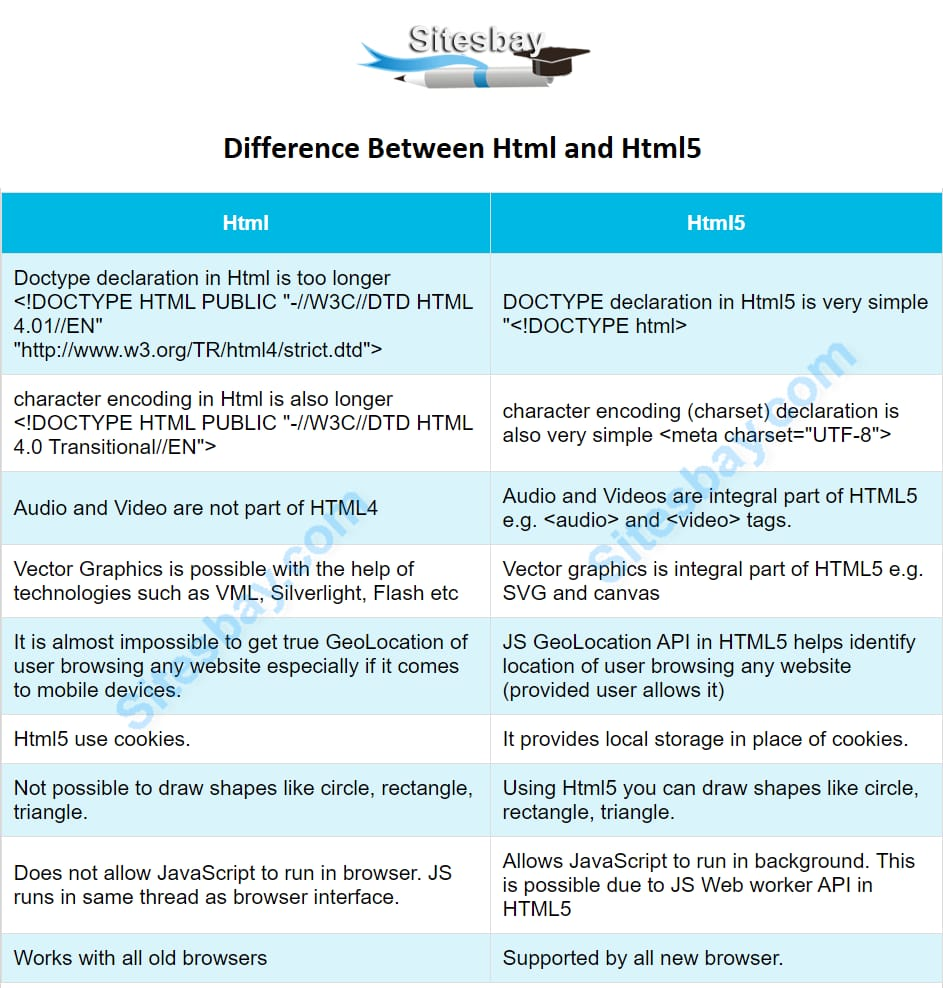 Sitesbay
Difference Between Html and Html5
Html
Html5
Doctype declaration in Html is too longer
<!DOCTYPE HTML PUBLIC "-//W3C//DTD HTML
4.01//EN"
"http://www.w3.org/TR/html4/strict.dtd">
DOCTYPE declaration in Html5 is very simple
"<!DOCTYPE html>
character encoding in Html is also longer
<!DOCTYPE HTML PUBLIC "-//W3C//DTD HTML
4.0 Transitional//EN">
character encoding (charset) declaration is
also very simple <meta charset="UTF-8">
Audio and Video are not part of HTML4
Audio and Videos are integral part of HTML5
e.g. <audio> and <video> tags.
Vector Graphics is possible with the help of
technologies such as VML, Silverlight, Flash etc
Vector graphics is integral part of HTML5 e.g.
SVG and canvas
It is almost impossible to get true GeoLocation of
user browsing any website especially if it comes
to mobile devices.
JS GeoLocation API in HTML5 helps identify
location of user browsing any website
(provided user allows it)
Html5 use cookies.
It provides local storage in place of cookies.
Not possible to draw shapes like circle, rectangle,
triangle.
Using Html5 you can draw shapes like circle,
rectangle, triangle.
Does not allow JavaScript to run in browser. JS
runs in same thread as browser interface.
Allows JavaScript to run in background. This
is possible due to JS Web worker API in
HTML5
Works with all old browsers
Supported by all new browser.
Sitesbay.com
Sitesbay.com